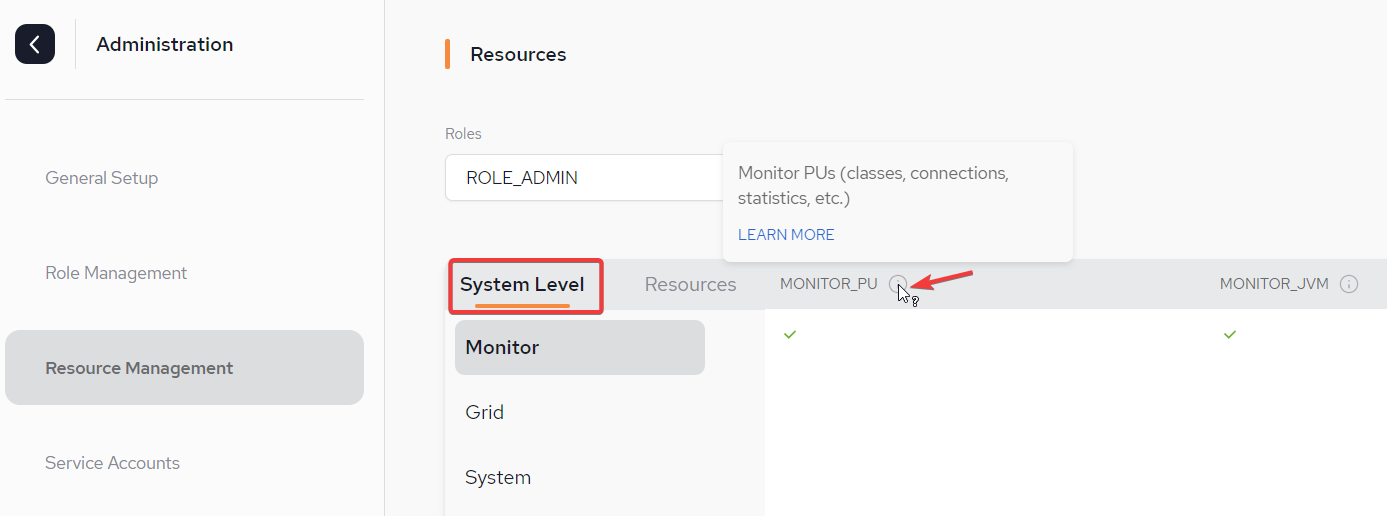 Administration
General Setup
Role Management
Resource Management
Service Accounts
Resources
Roles
ROLE_ADMIN
Monitor PUs (classes, connections,
statistics, etc.)
LEARN MORE
System Level
Resources
MONITOR_PU
MONITOR_JVM
Monitor
Grid
System